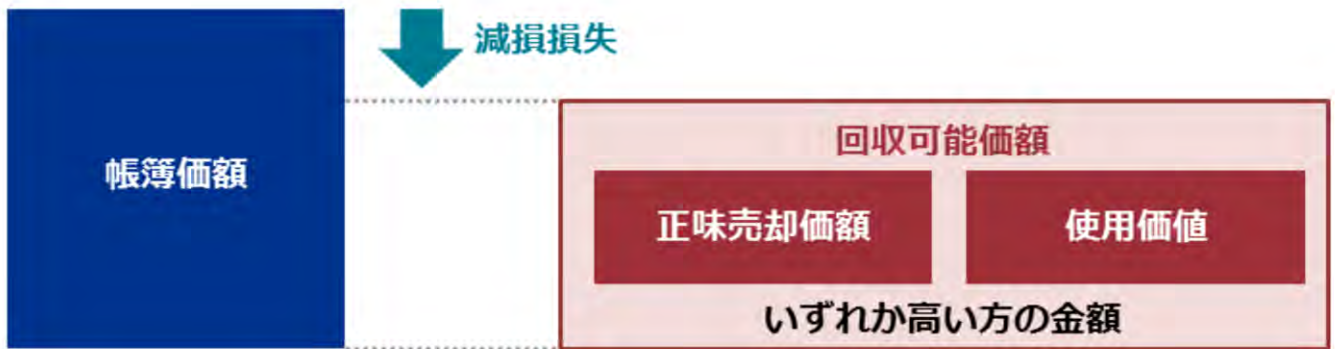 減損損失
帳簿価額
回収可能価額
正味売却価額
使用価値
いずれか高い方の金額